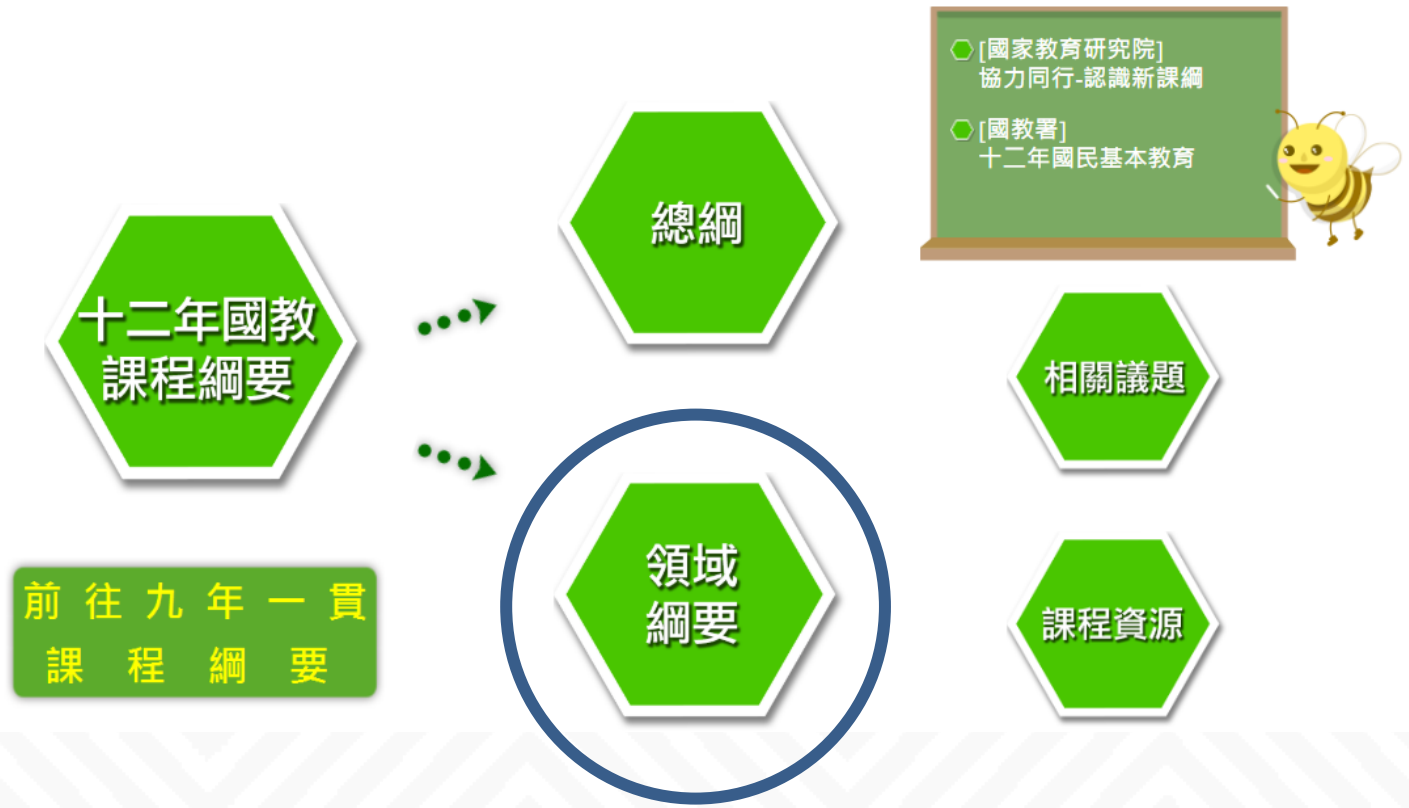 [國家教育研究院]
協力同行-認識新課綱
[國教署]
十二年國民基本教育
總綱
十二年國教
課程綱要
相關議題
領域
綱要
前往九年一貫
課程綱要
課程資源